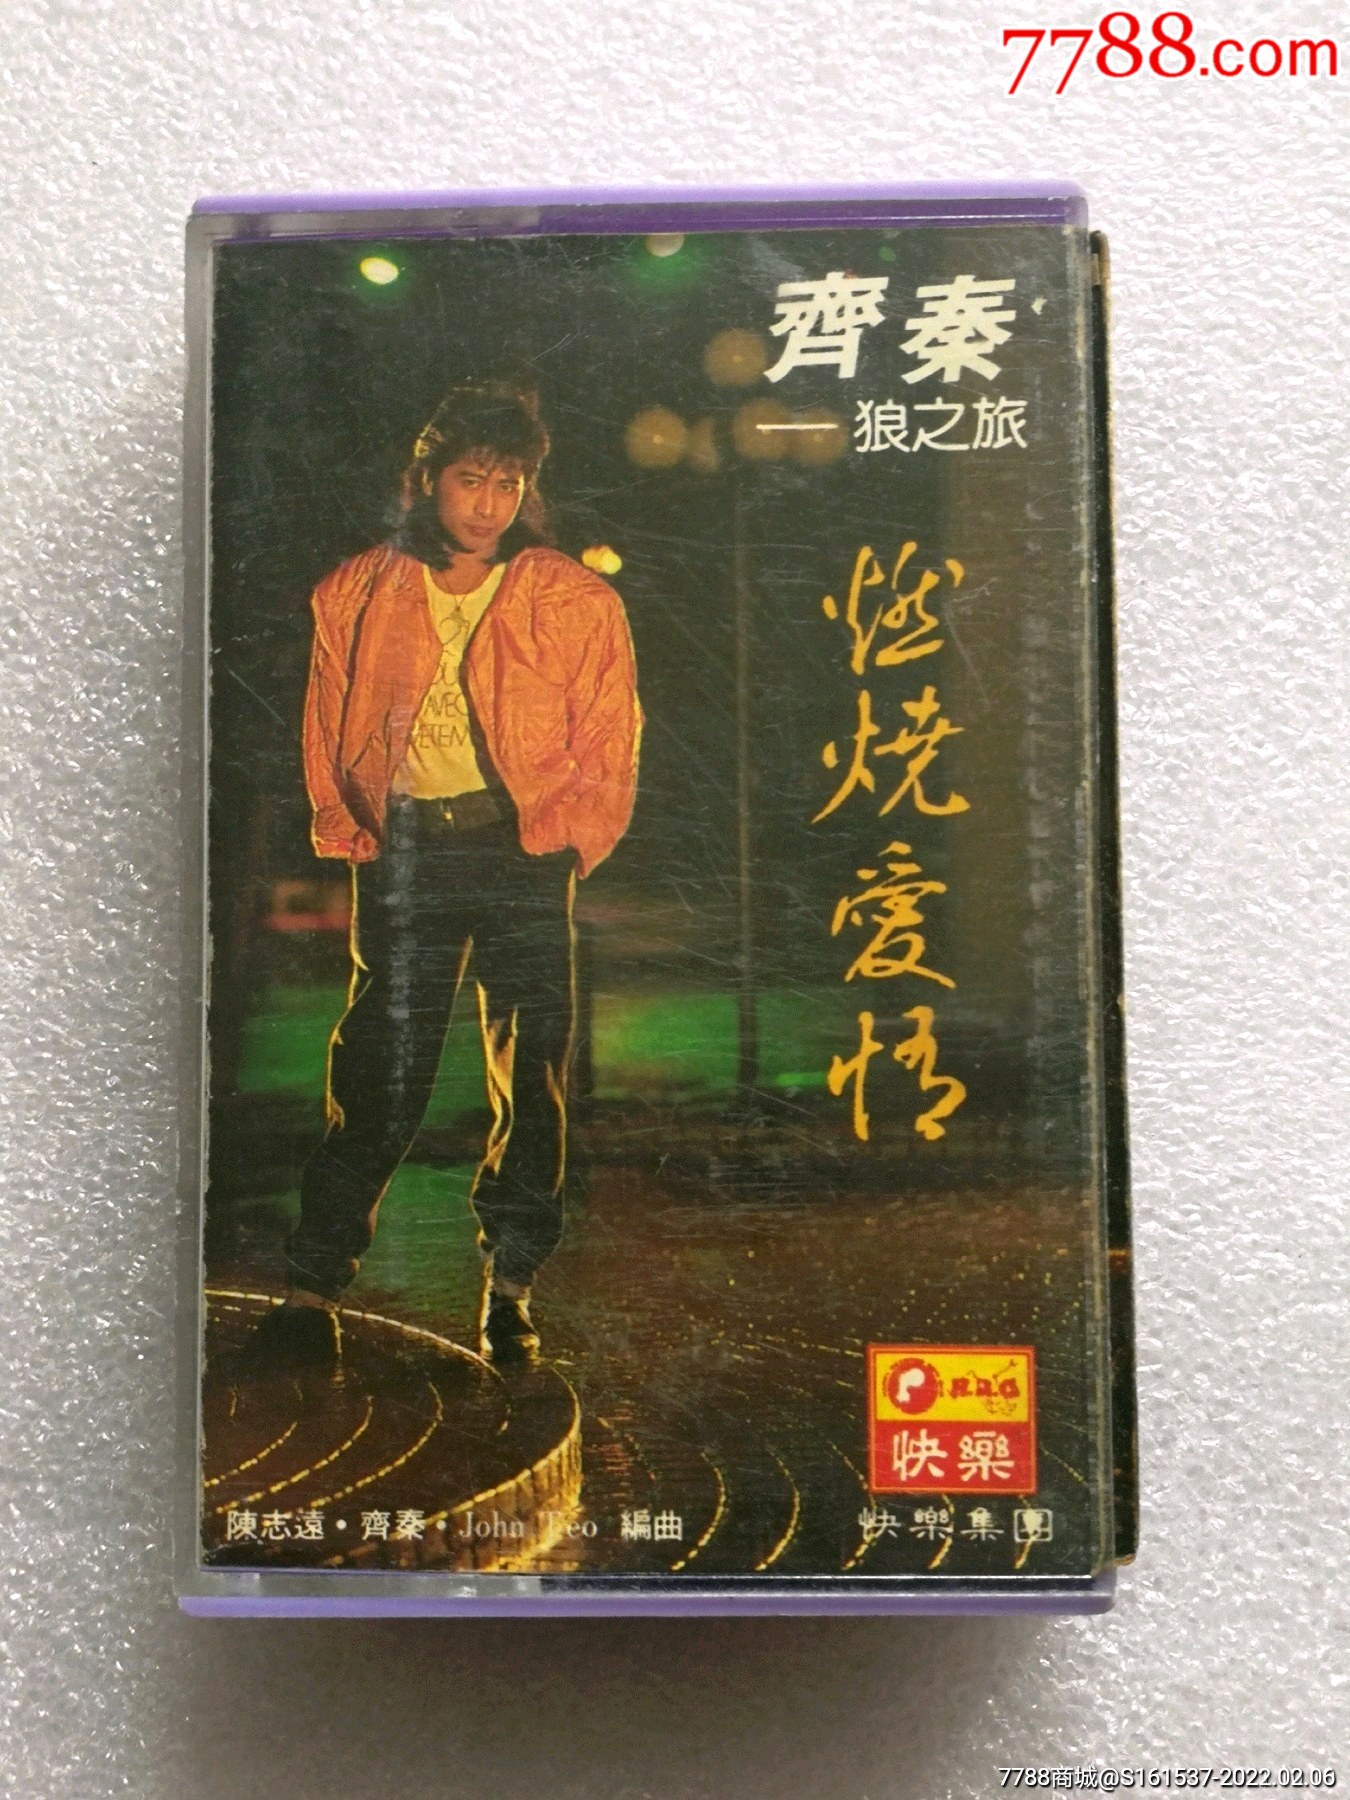 7788.com
齊秦
—狼之旅
燃燒愛情
AVEC
快樂
陳志遠·齊秦·John Teo 編曲
快樂集團
7788商城@S161537-2022.02.06